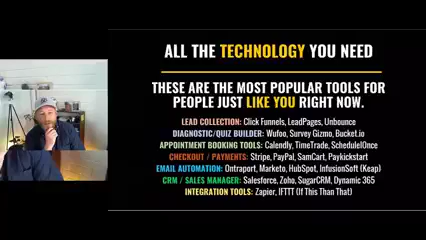 ALL THE TECHNOLOGY YOU NEED
THESE ARE THE MOST POPULAR TOOLS FOR
PEOPLE JUST LIKE YOU RIGHT NOW.
LEAD COLLECTION: Click Funnels, LeadPages, Unbounce
DIAGNOSTIC/QUIZ BUILDER: Wufoo, Survey Gizmo, Bucket.io
APPOINTMENT BOOKING TOOLS: Calendly, TimeTrade, ScheduleOnce
CHECKOUT / PAYMENTS: Stripe, PayPal, SamCart, Paykickstart
EMAIL AUTOMATION: Ontraport, Marketo, HubSpot, InfusionSoft (Keap)
CRM / SALES MANAGER: Salesforce, Zoho, SugarCRM, Dynamic 365
INTEGRATION TOOLS: Zapier, IFTTT (If This Than That)